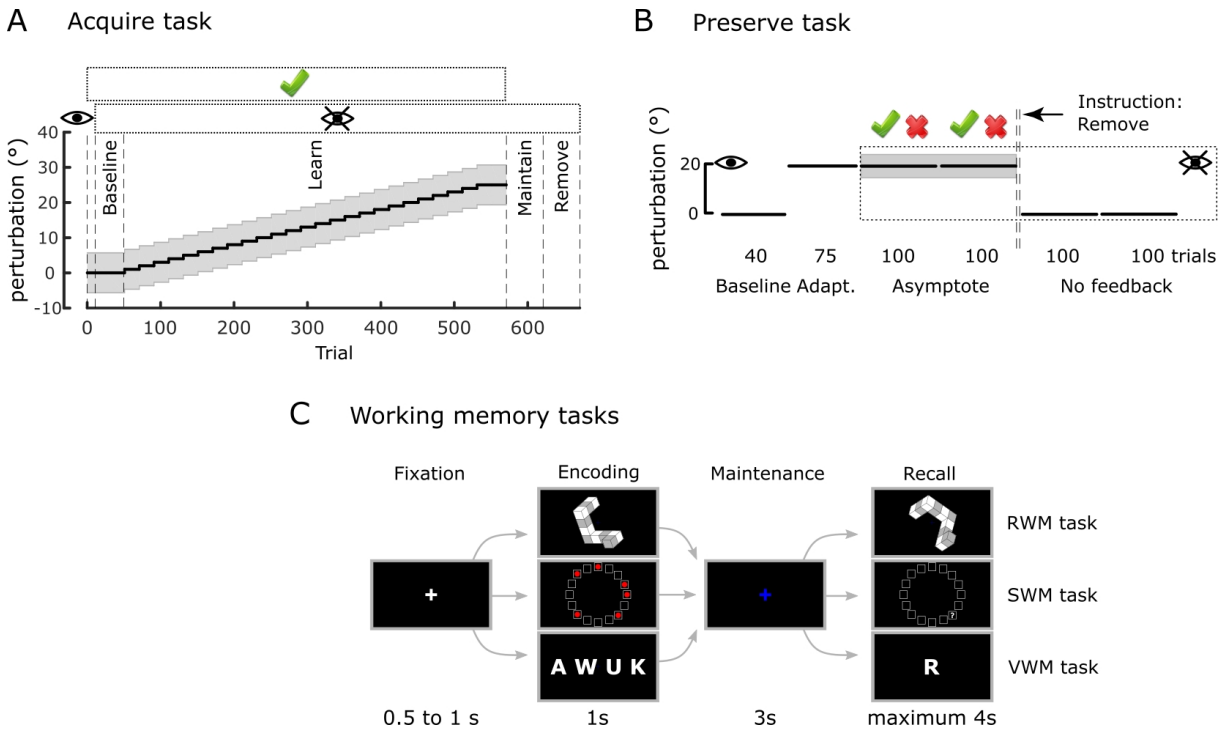 A Acquire task
B Preserve task
perturbation (°)
40
30
20
10
0
-10
Baseline
Learn
Maintain
Remove
0 100 200 300 400 500 600
Trial
Instruction:
Remove
perturbation (°)
20
0
40 75 100 100 100 100 trials
Baseline Adapt. Asymptote No feedback
C Working memory tasks
Fixation Encoding Maintenance Recall
RWM task
+ + ? SWM task
A W U K R VWM task
0.5 to 1 s 1s 3s maximum 4s